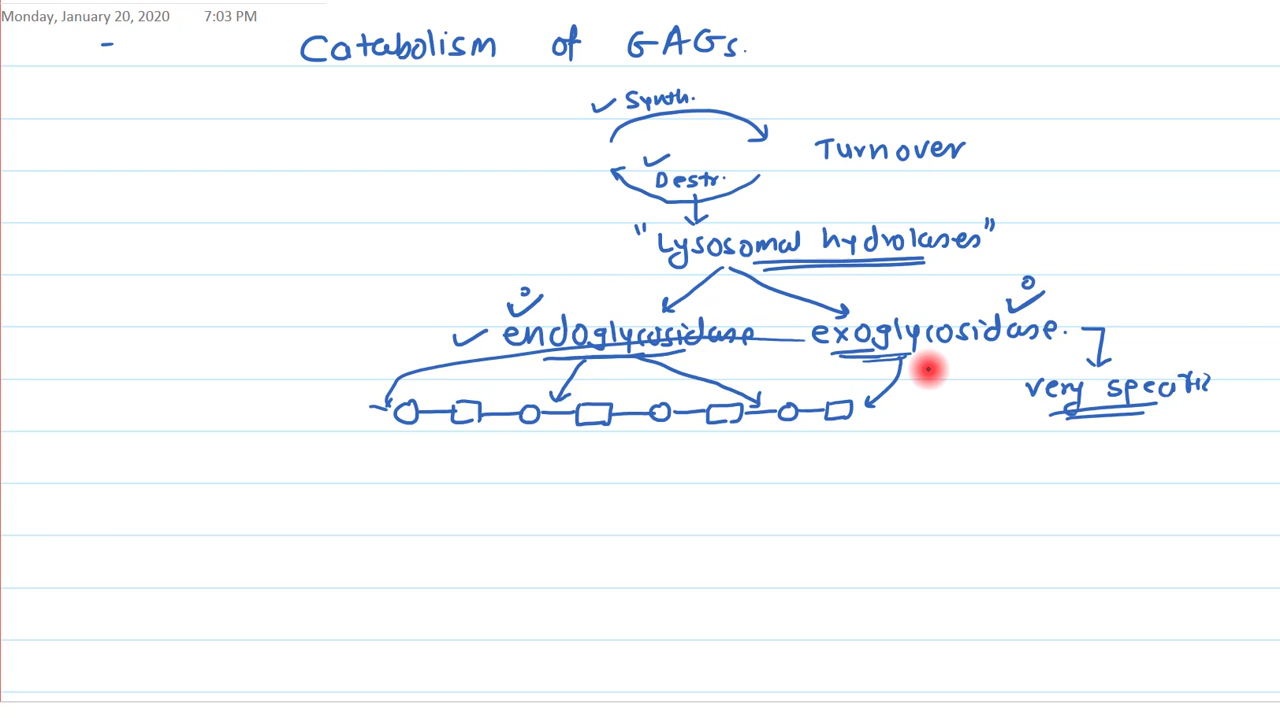 Monday, January 20, 2020 7:03 PM
- Catabolism of GAGs.
✓ Synth.
Turnover
✓ Destr.
"Lysosomal hydrolases"
✓ endoglycosidase exoglycosidase.
very specific